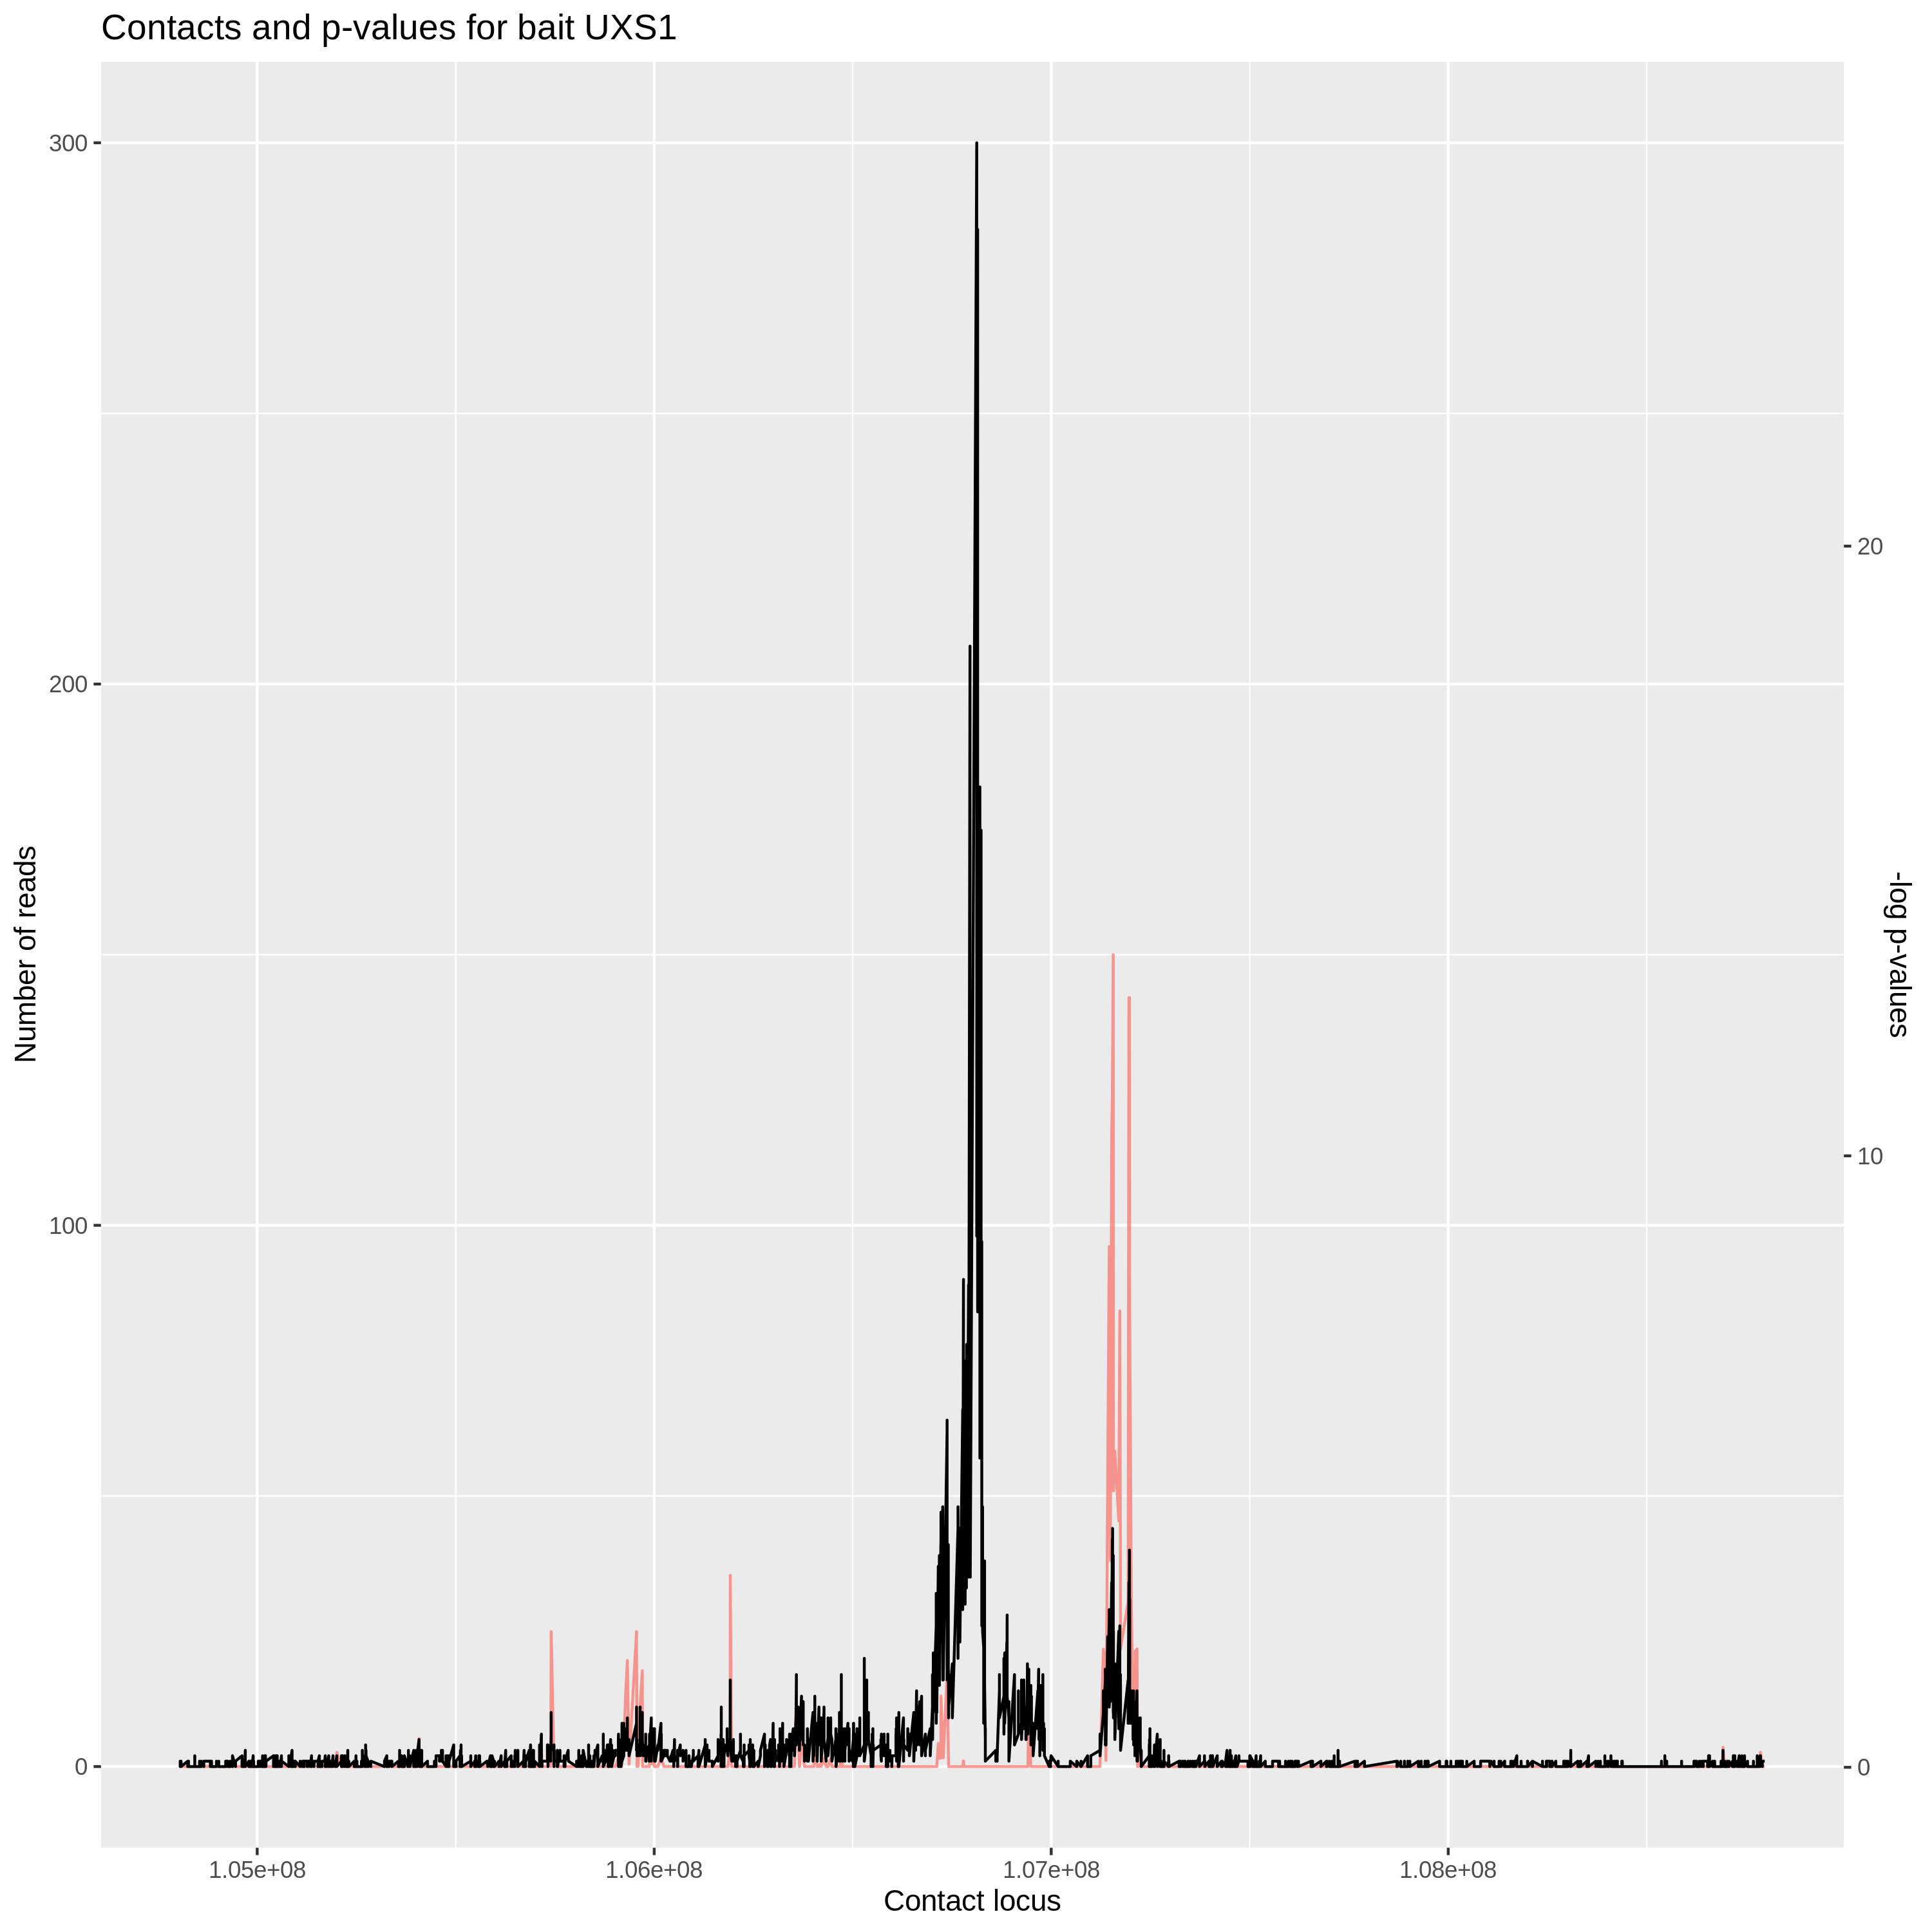 Contacts and p-values for bait UXS1
300
200
100
0
Number of reads
20
10
0
-log p-values
1.05e+08
1.06e+08
1.07e+08
1.08e+08
Contact locus